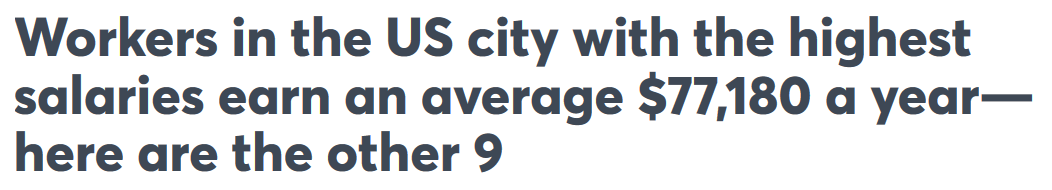 Workers in the US city with the highest
salaries earn an average $77,180 a year—
here are the other 9